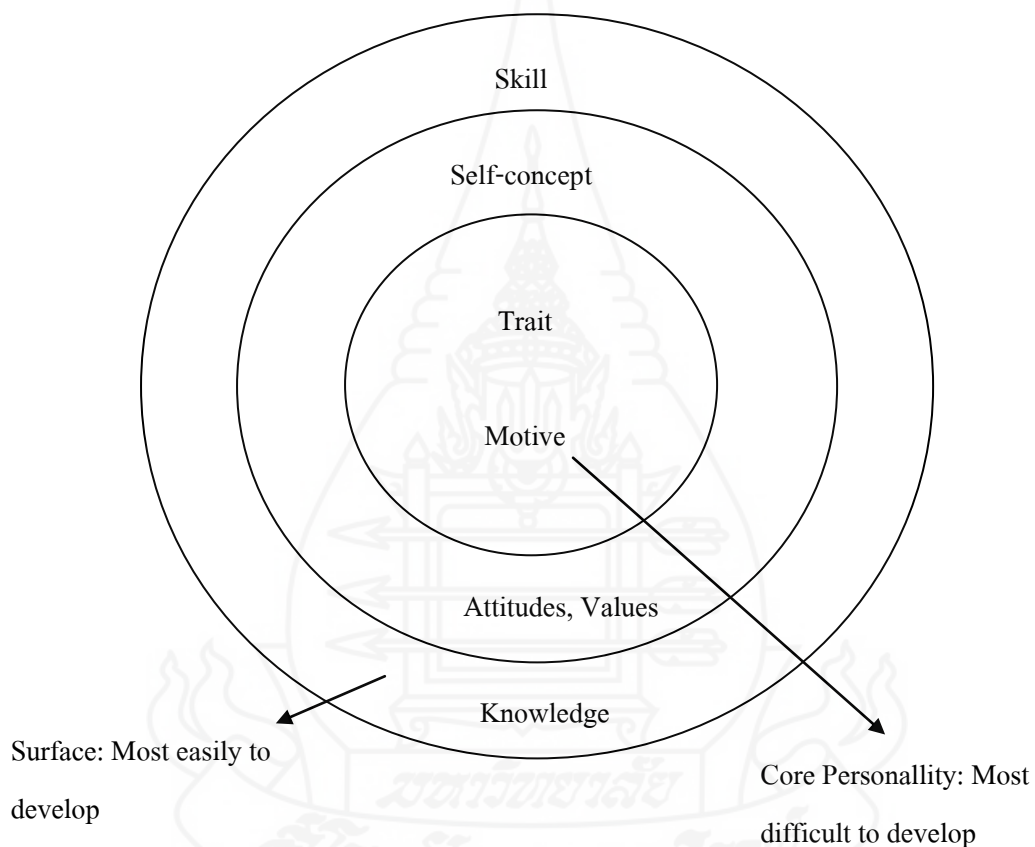 Skill
Self-concept
Trait
Motive
Attitudes, Values
Knowledge
Surface: Most easily to
develop
Core Personallity: Most
difficult to develop